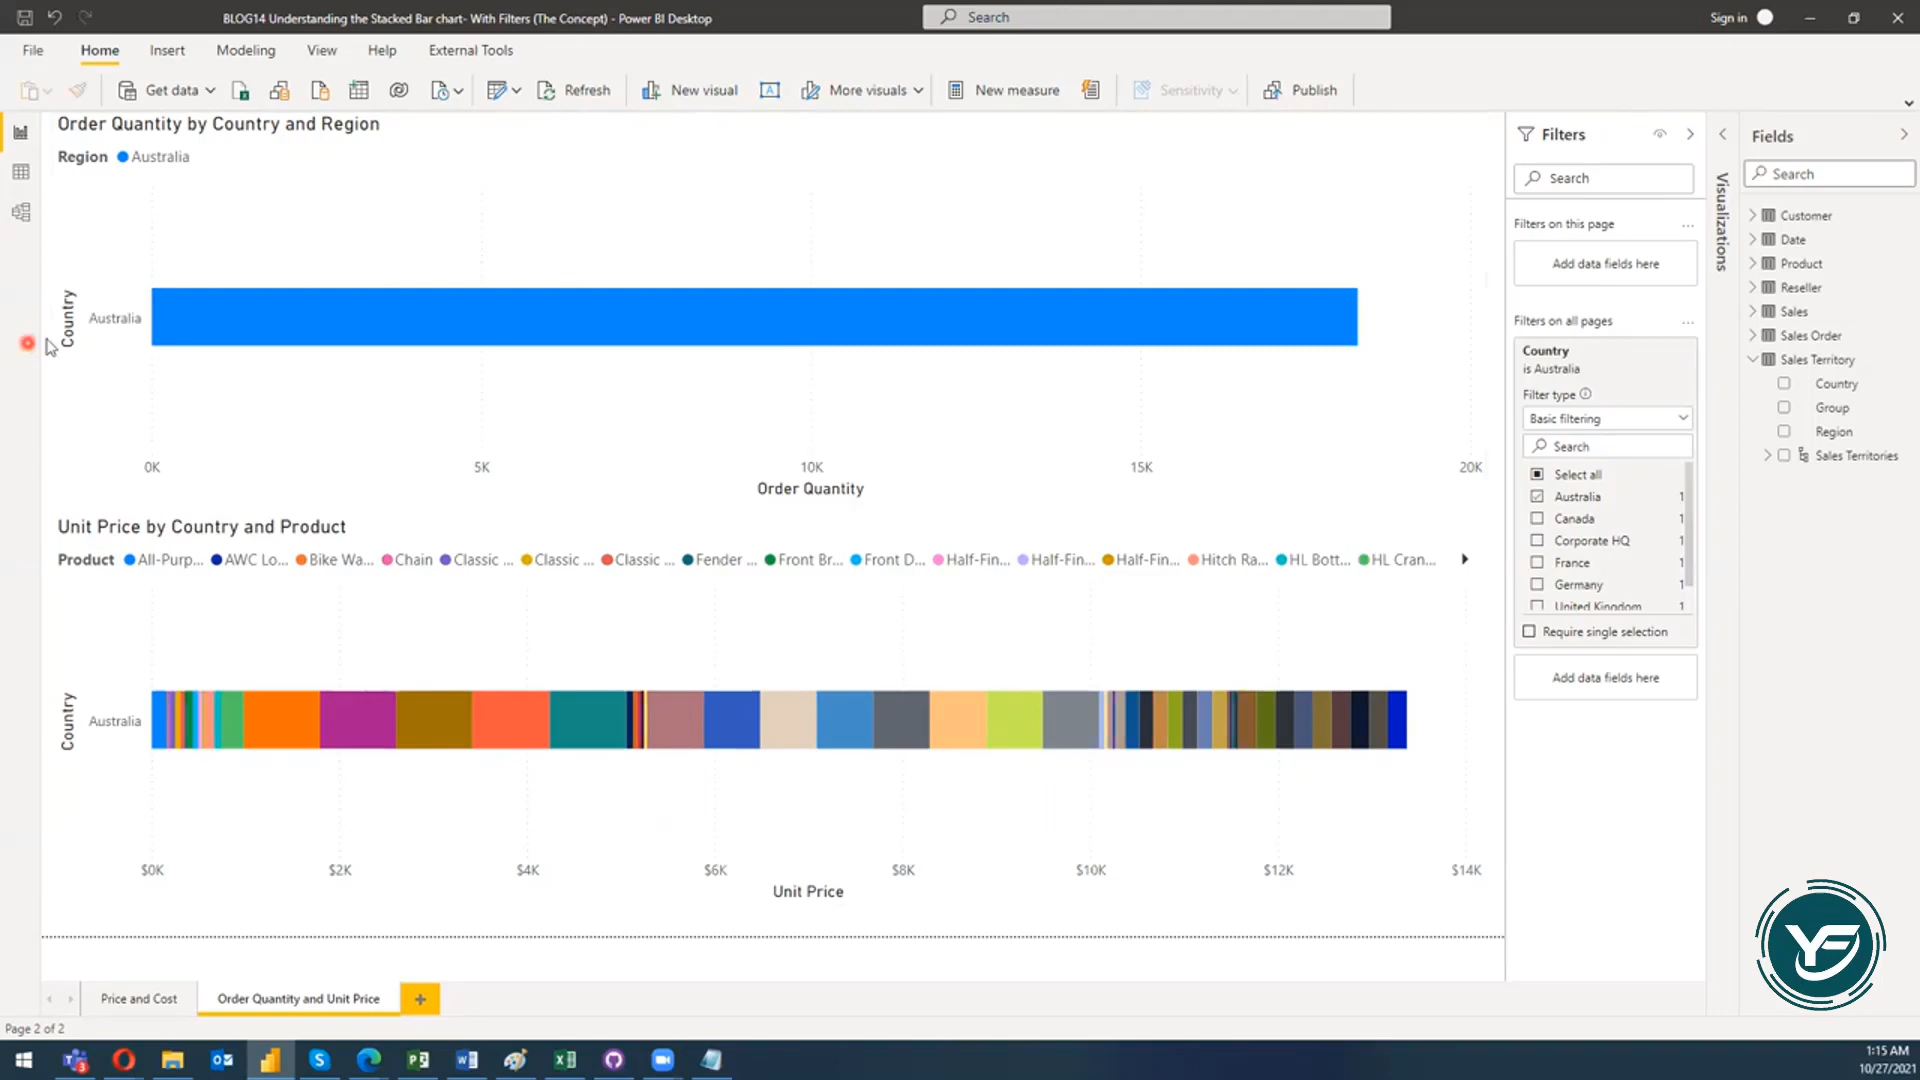 BLOG14 Understanding the Stacked Bar chart- With Filters (The Concept) - Power BI Desktop
Search
Sign in
File Home Insert Modeling View Help External Tools
Get data Refresh New visual More visuals New measure Sensitivity Publish
Order Quantity by Country and Region
Region Australia
Country
Australia
0K 5K 10K 15K 20K
Order Quantity
Unit Price by Country and Product
Product All-Purp... AWC Lo... Bike Wa... Chain Classic ... Classic ... Classic ... Fender ... Front Br... Front D... Half-Fin... Half-Fin... Half-Fin... Hitch Ra... HL Bott... HL Cran...
Country
Australia
$0K $2K $4K $6K $8K $10K $12K $14K
Unit Price
Filters
Search
Filters on this page ...
Add data fields here
Filters on all pages ...
Country
is Australia
Filter type
Basic filtering
Search
Select all
Australia 1
Canada 1
Corporate HQ 1
France 1
Germany 1
United Kingdom 1
Require single selection
Add data fields here
Visualizations
Fields
Search
Customer
Date
Product
Reseller
Sales
Sales Order
Sales Territory
Country
Group
Region
Sales Territories
YF
Price and Cost Order Quantity and Unit Price +
Page 2 of 2
1:15 AM
10/27/2021